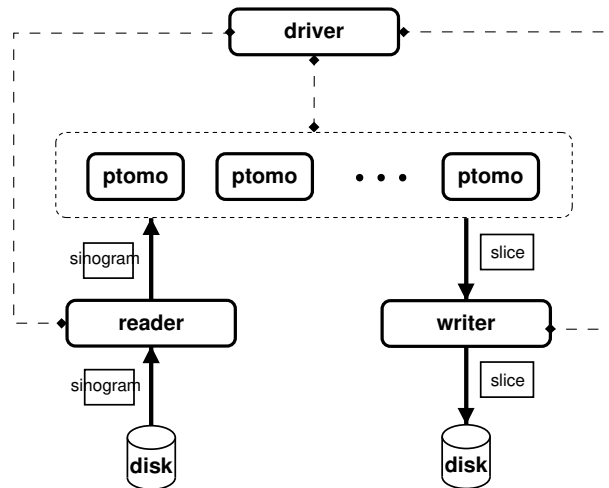 driver
ptomo ptomo • • • ptomo
sinogram
slice
reader
writer
sinogram
slice
disk
disk